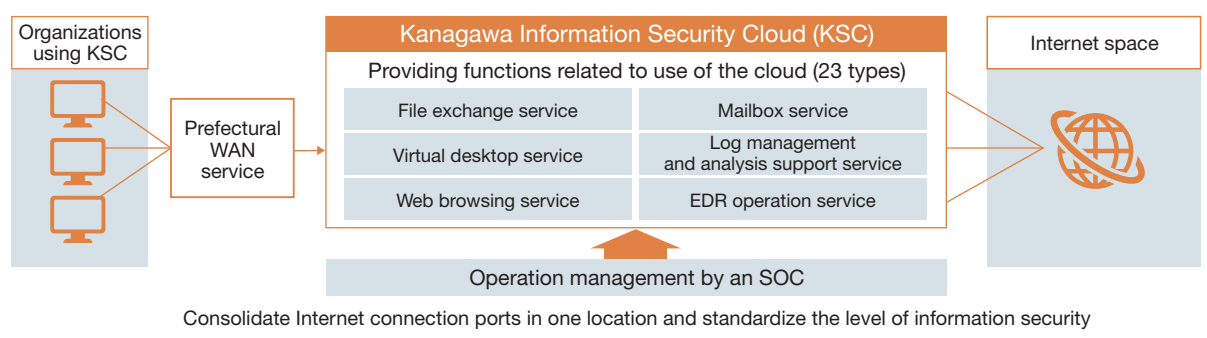 Organizations
using KSC
Prefectural
WAN
service
Kanagawa Information Security Cloud (KSC)
Providing functions related to use of the cloud (23 types)
File exchange service
Mailbox service
Virtual desktop service
Log management
and analysis support service
Web browsing service
EDR operation service
Operation management by an SOC
Internet space
Consolidate Internet connection ports in one location and standardize the level of information security